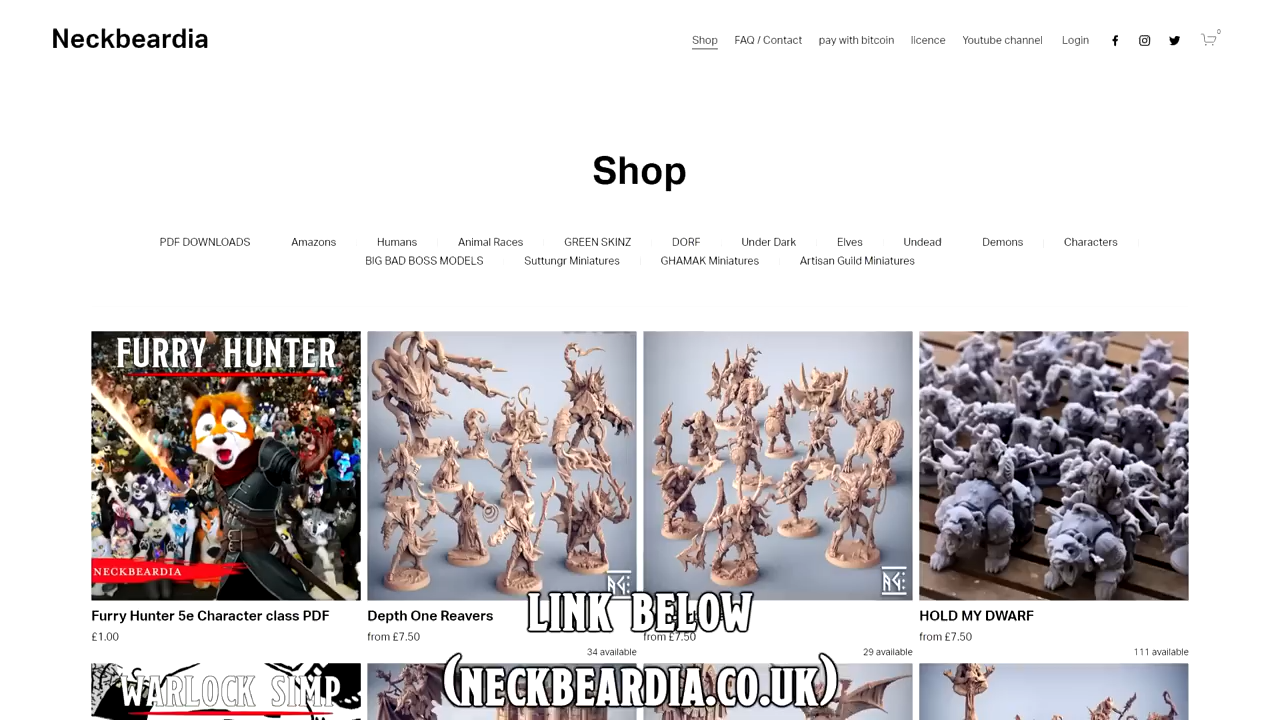 Neckbeardia
Shop
FAQ / Contact
pay with bitcoin
licence
Youtube channel
Login
0
Shop
PDF DOWNLOADS
Amazons
Humans
Animal Races
GREEN SKINZ
DORF
Under Dark
Elves
Undead
Demons
Characters
BIG BAD BOSS MODELS
Suttungr Miniatures
GHAMAK Miniatures
Artisan Guild Miniatures
FURRY HUNTER
NECKBEARDIA
Furry Hunter 5e Character class PDF
£1.00
Depth One Reavers
from £7.50
34 available
from £7.50
29 available
HOLD MY DWARF
from £7.50
111 available
LINK BELOW
(NECKBEARDIA.CO.UK)
WARLOCK SIMP